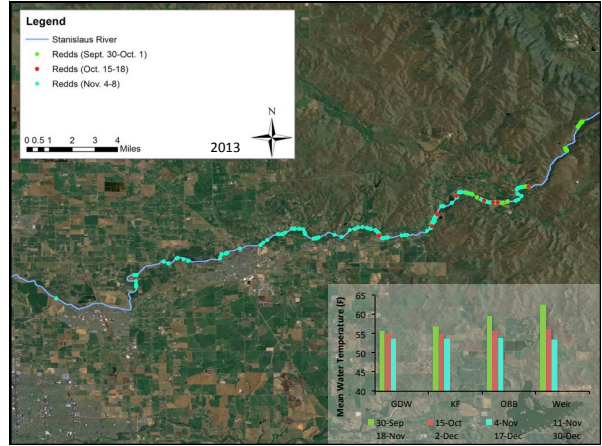 Legend
Stanislaus River
Redds (Sept. 30-Oct. 1)
Redds (Oct. 15-18)
Redds (Nov. 4-8)
N
0 0.5 1 2 3 4
Miles
2013
Mean Water Temperature (F)
65
60
55
50
45
40
GDW KF OBB Weir
30-Sep 15-Oct 4-Nov 11-Nov
18-Nov 2-Dec 17-Dec 30-Dec